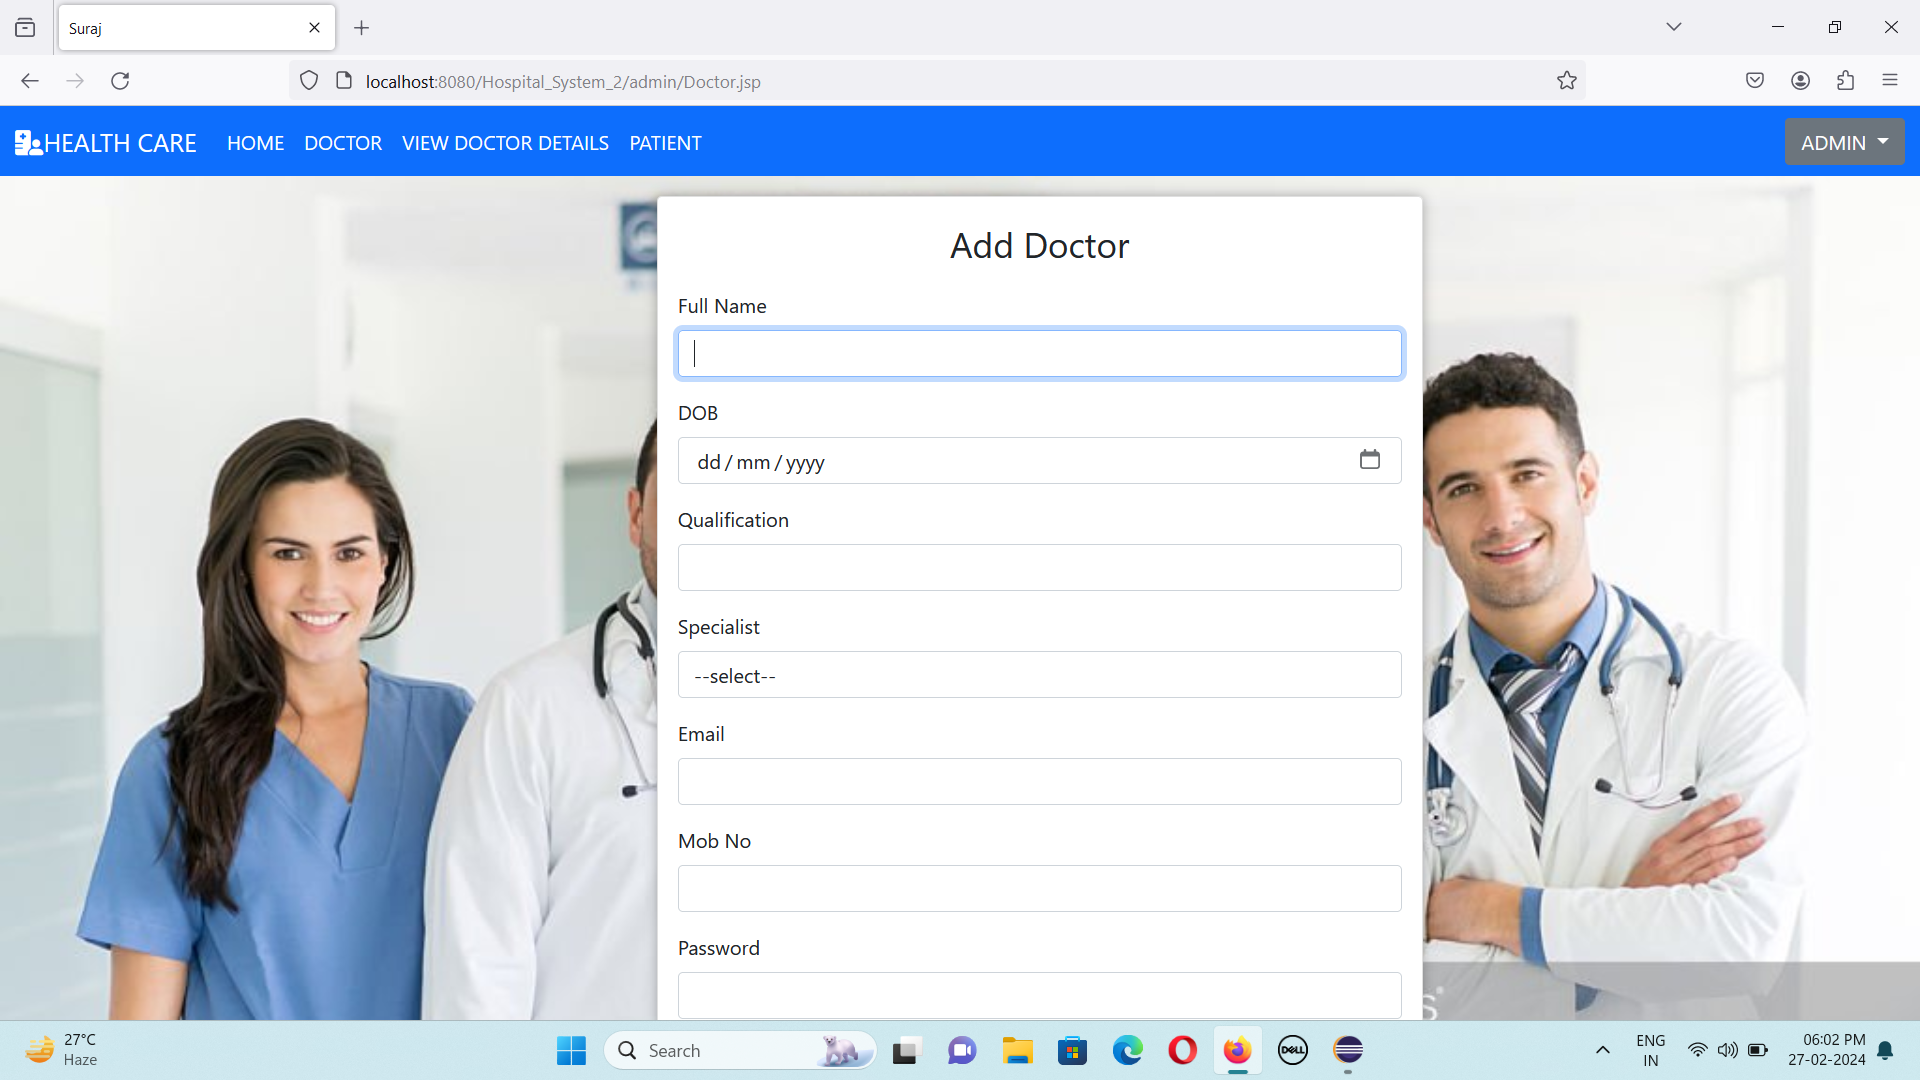 Suraj
localhost:8080/Hospital_System_2/admin/Doctor.jsp
HEALTH CARE HOME DOCTOR VIEW DOCTOR DETAILS PATIENT ADMIN
Add Doctor
Full Name
DOB
dd/mm/yyyy
Qualification
Specialist
--select--
Email
Mob No
Password
27°C
Haze
Search
DELL
ENG
IN
06:02 PM
27-02-2024